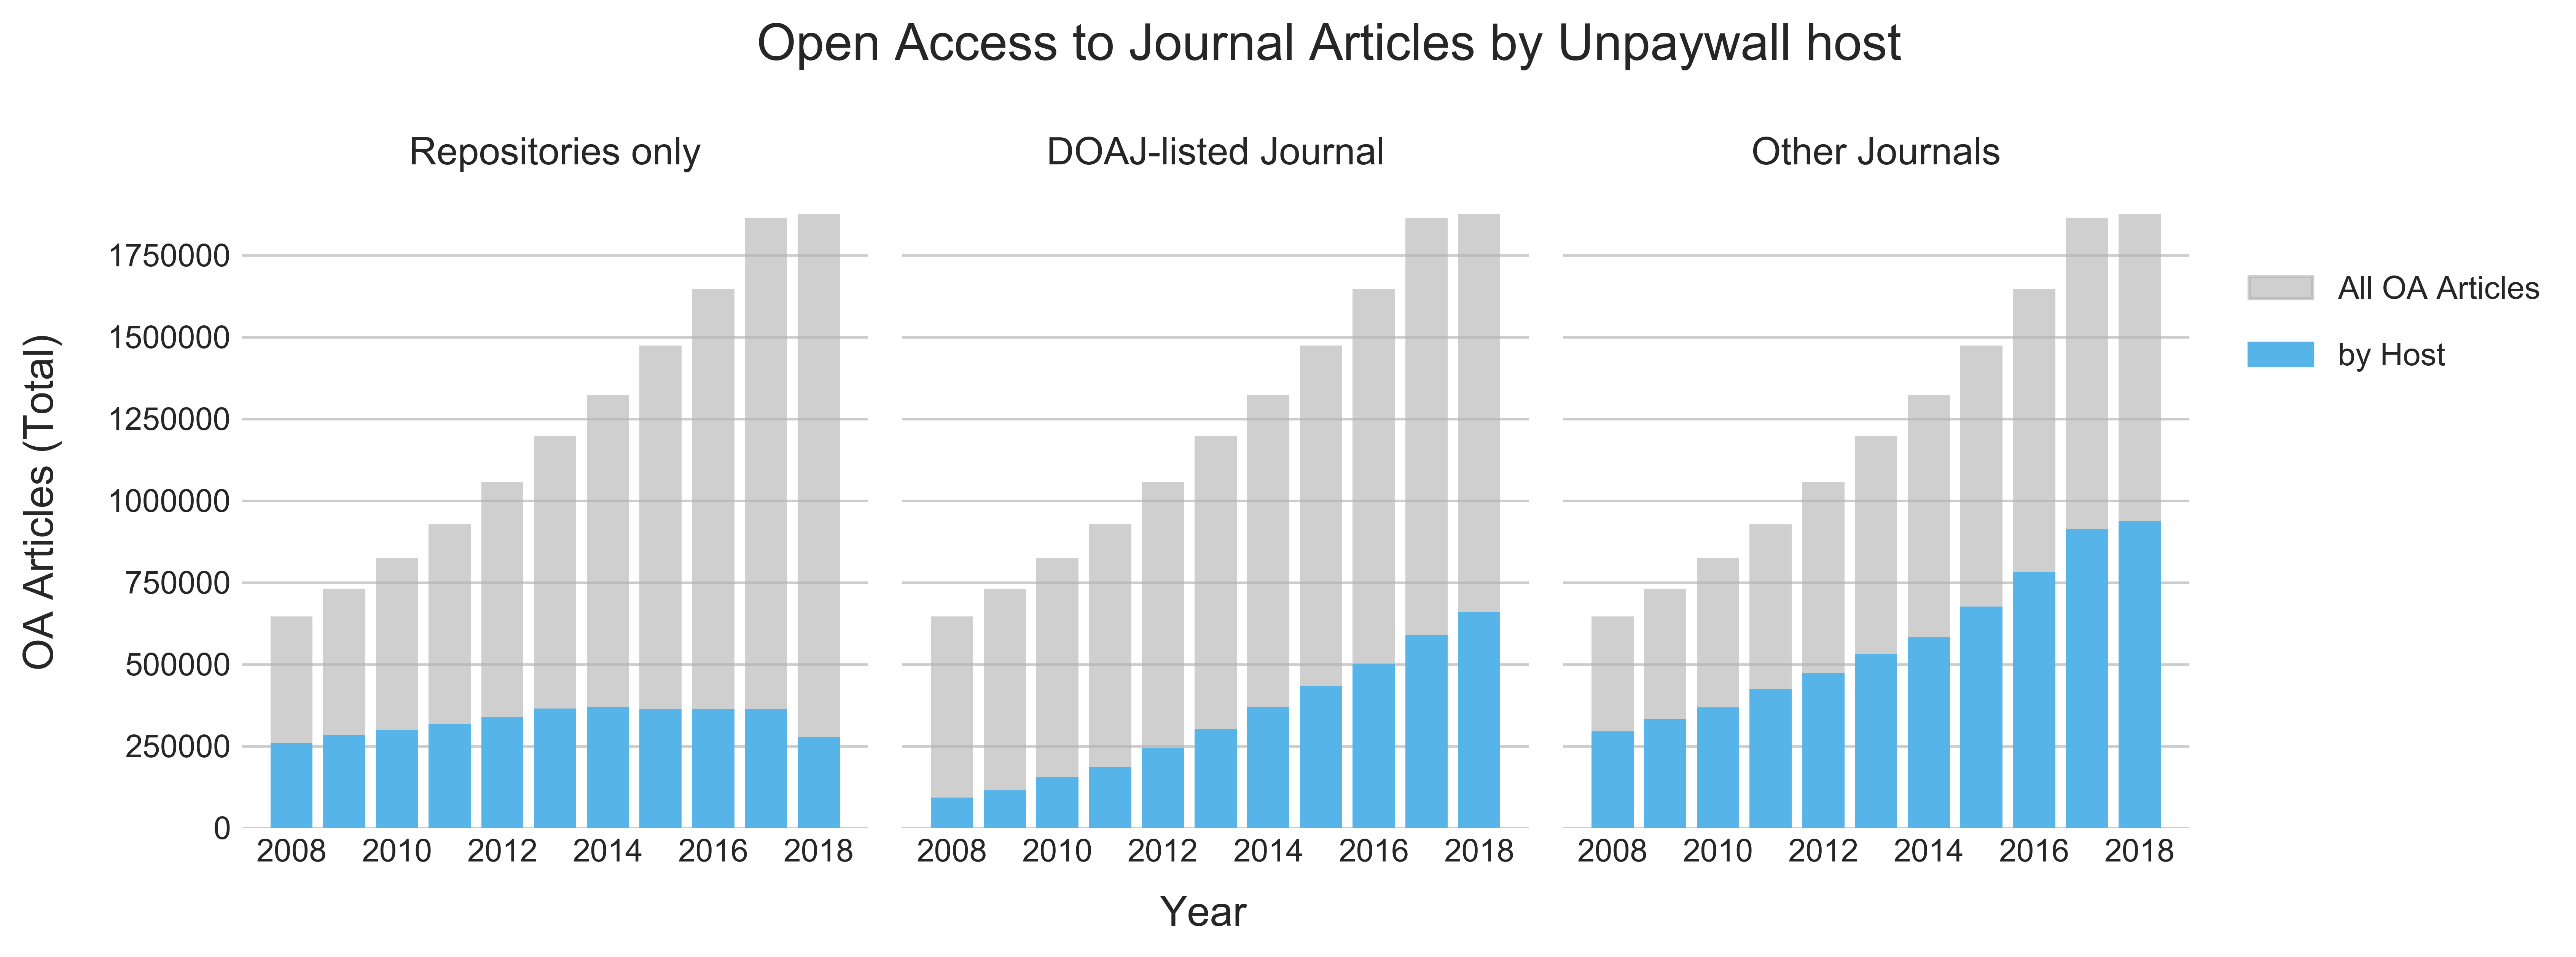 Open Access to Journal Articles by Unpaywall host
Repositories only
DOAJ-listed Journal
Other Journals
OA Articles (Total)
1750000
1500000
1250000
1000000
750000
500000
250000
0
2008 2010 2012 2014 2016 2018
2008 2010 2012 2014 2016 2018
2008 2010 2012 2014 2016 2018
Year
All OA Articles
by Host